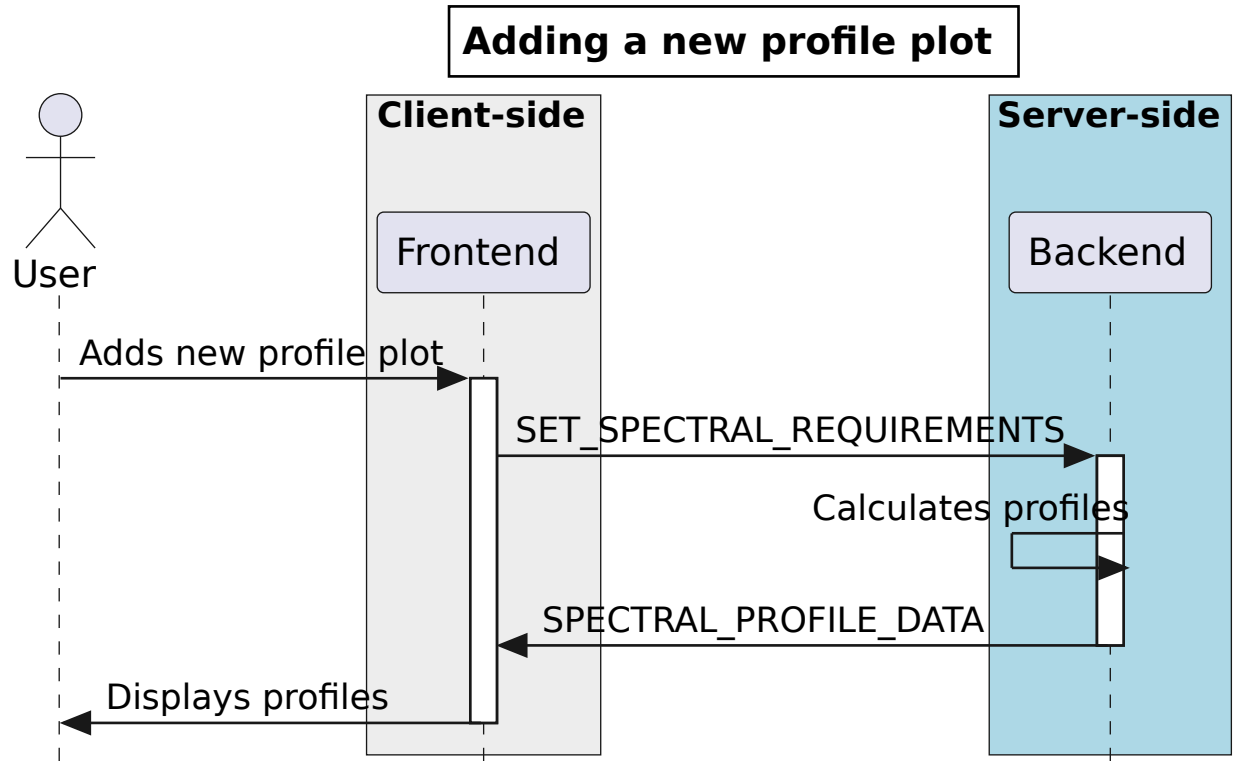 Adding a new profile plot
Client-side
Server-side
User
Frontend
Backend
Adds new profile plot
SET_SPECTRAL_REQUIREMENTS
Calculates profiles
SPECTRAL_PROFILE_DATA
Displays profiles